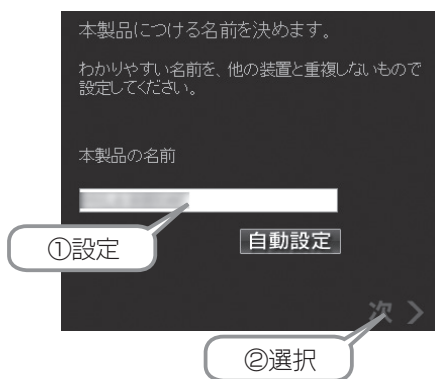 本製品につける名前を決めます。
わかりやすい名前を、他の装置と重複しないもので
設定してください。
本製品の名前
①設定
自動設定
次 >
②選択